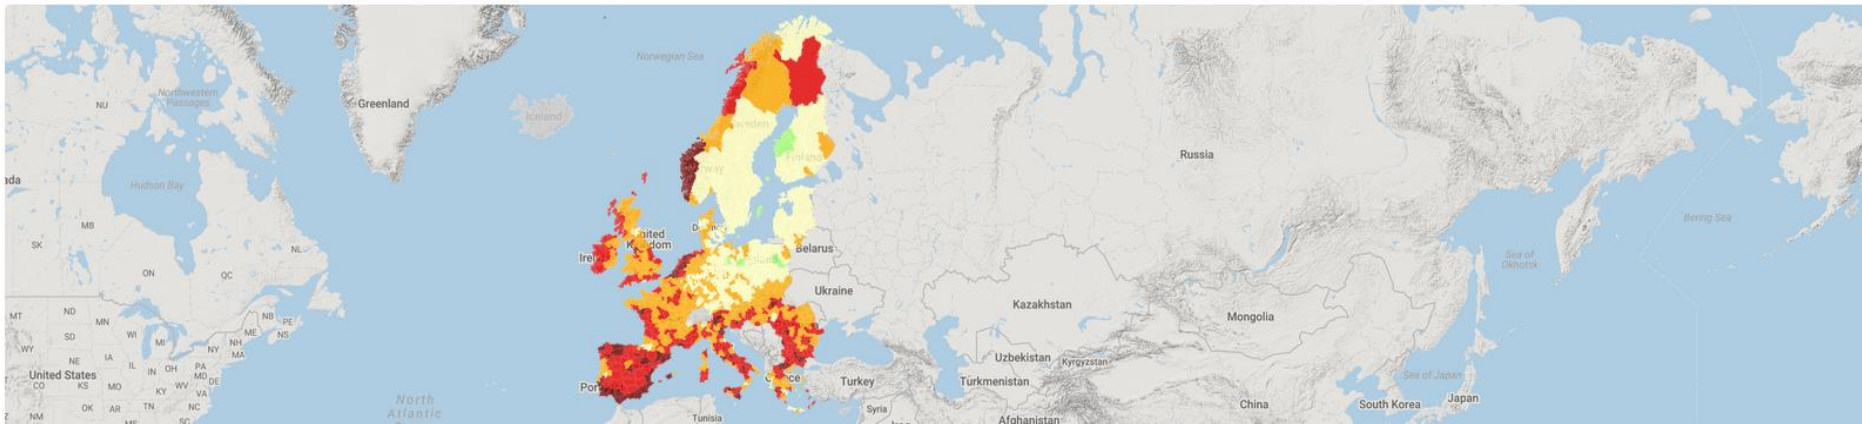 Norwegian Sea
Northwestern
Passages
NU
Greenland
Iceland
Sweden
Finland
Norway
Russia
ada
Hudson Bay
Bering Sea
MB
United
Kingdom
SK
NL
Belarus
Sea of
Okhotsk
ON
QC
Ukraine
Kazakhstan
Mongolia
MT
ND
MN
NB
PE
WI
ME
NS
SD
MI
NH
WY
NY
MA
NE
IA
IL
IN
OH
PA
MD
DE
Uzbekistan
Kyrgyzstan
United States
CO
KS
MO
KY
WV
VA
Turkey
Turkmenistan
Sea of Japan
Greece
North
Atlantic
OK
AR
TN
NC
NM
SC
Tunisia
Syria
Afghanistan
China
South Korea
Japan